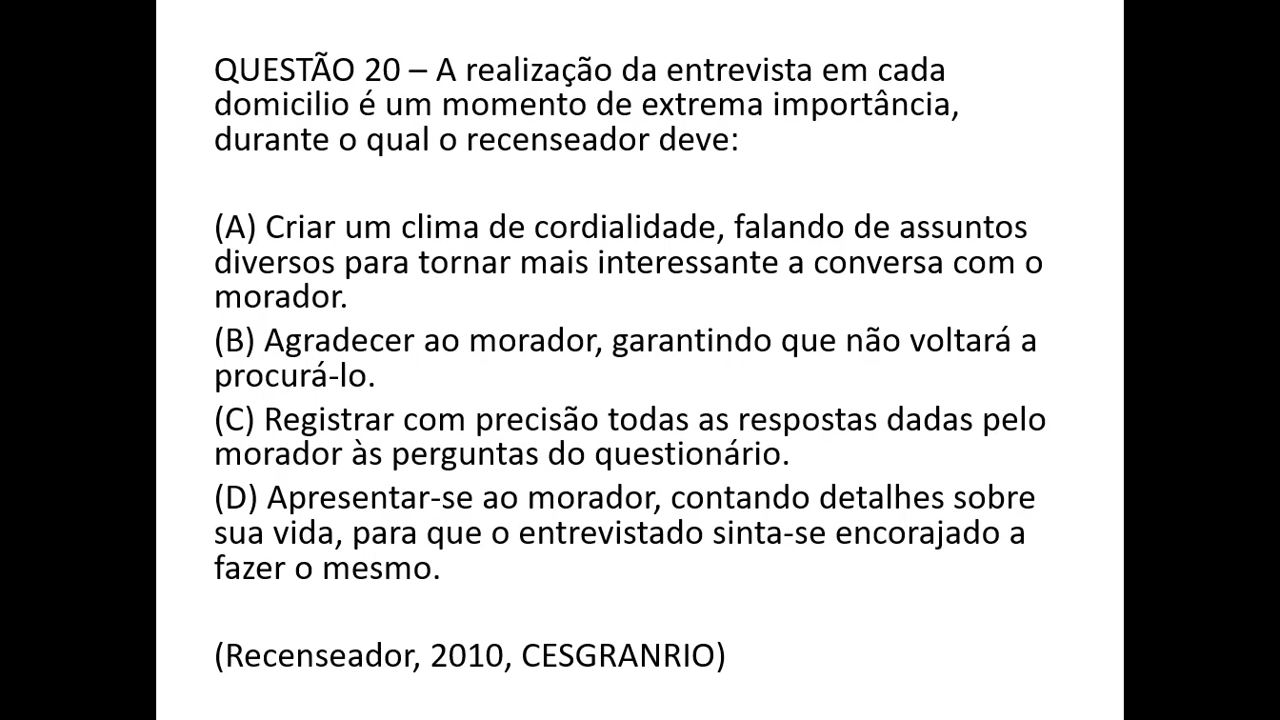 QUESTÃO 20 – A realização da entrevista em cada
domicilio é um momento de extrema importância,
durante o qual o recenseador deve:
(A) Criar um clima de cordialidade, falando de assuntos
diversos para tornar mais interessante a conversa com o
morador.
(B) Agradecer ao morador, garantindo que não voltará a
procurá-lo.
(C) Registrar com precisão todas as respostas dadas pelo
morador às perguntas do questionário.
(D) Apresentar-se ao morador, contando detalhes sobre
sua vida, para que o entrevistado sinta-se encorajado a
fazer o mesmo.
(Recenseador, 2010, CESGRANRIO)